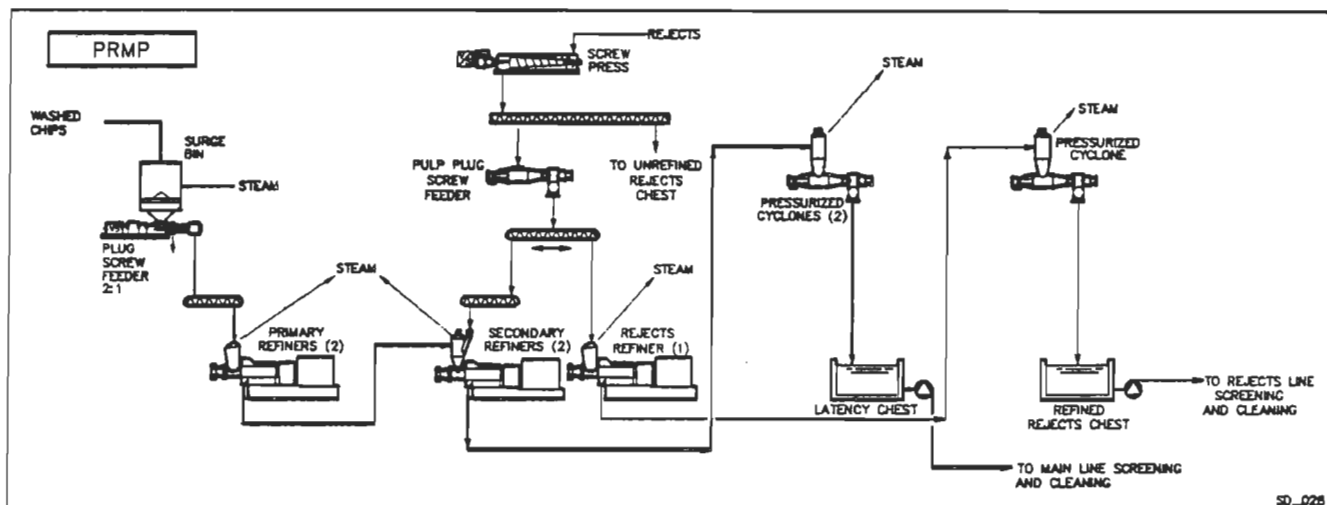 PRMP
REJECTS
SCREW
PRESS
STEAM
STEAM
WASHED
CHIPS
SURGE
BIN
STEAM
PULP PLUG
SCREW
FEEDER
TO UNREFINED
REJECTS
CHEST
PRESSURIZED
CYCLONES (2)
PRESSURIZED
CYCLONE
PLUG
SCREW
FEEDER
2:1
STEAM
STEAM
PRIMARY
REFINERS (2)
SECONDARY
REFINERS (2)
REJECTS
REFINER (1)
LATENCY CHEST
REFINED
REJECTS CHEST
TO REJECTS LINE
SCREENING
AND CLEANING
TO MAIN LINE SCREENING
AND CLEANING
SD_026